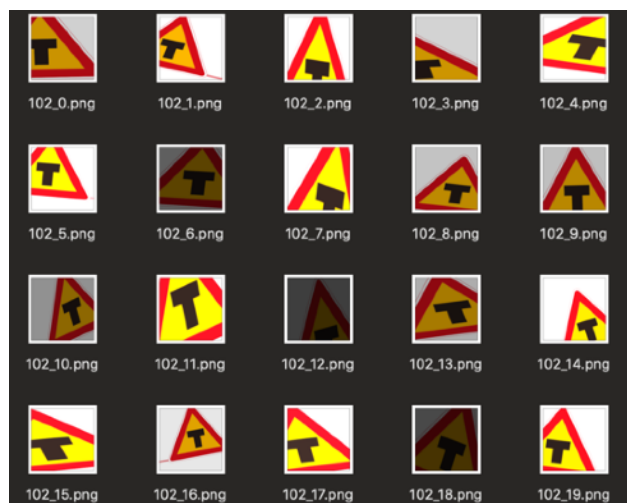 102_0.png 102_1.png 102_2.png 102_3.png 102_4.png
102_5.png 102_6.png 102_7.png 102_8.png 102_9.png
102_10.png 102_11.png 102_12.png 102_13.png 102_14.png
102_15.png 102_16.png 102_17.png 102_18.png 102_19.png